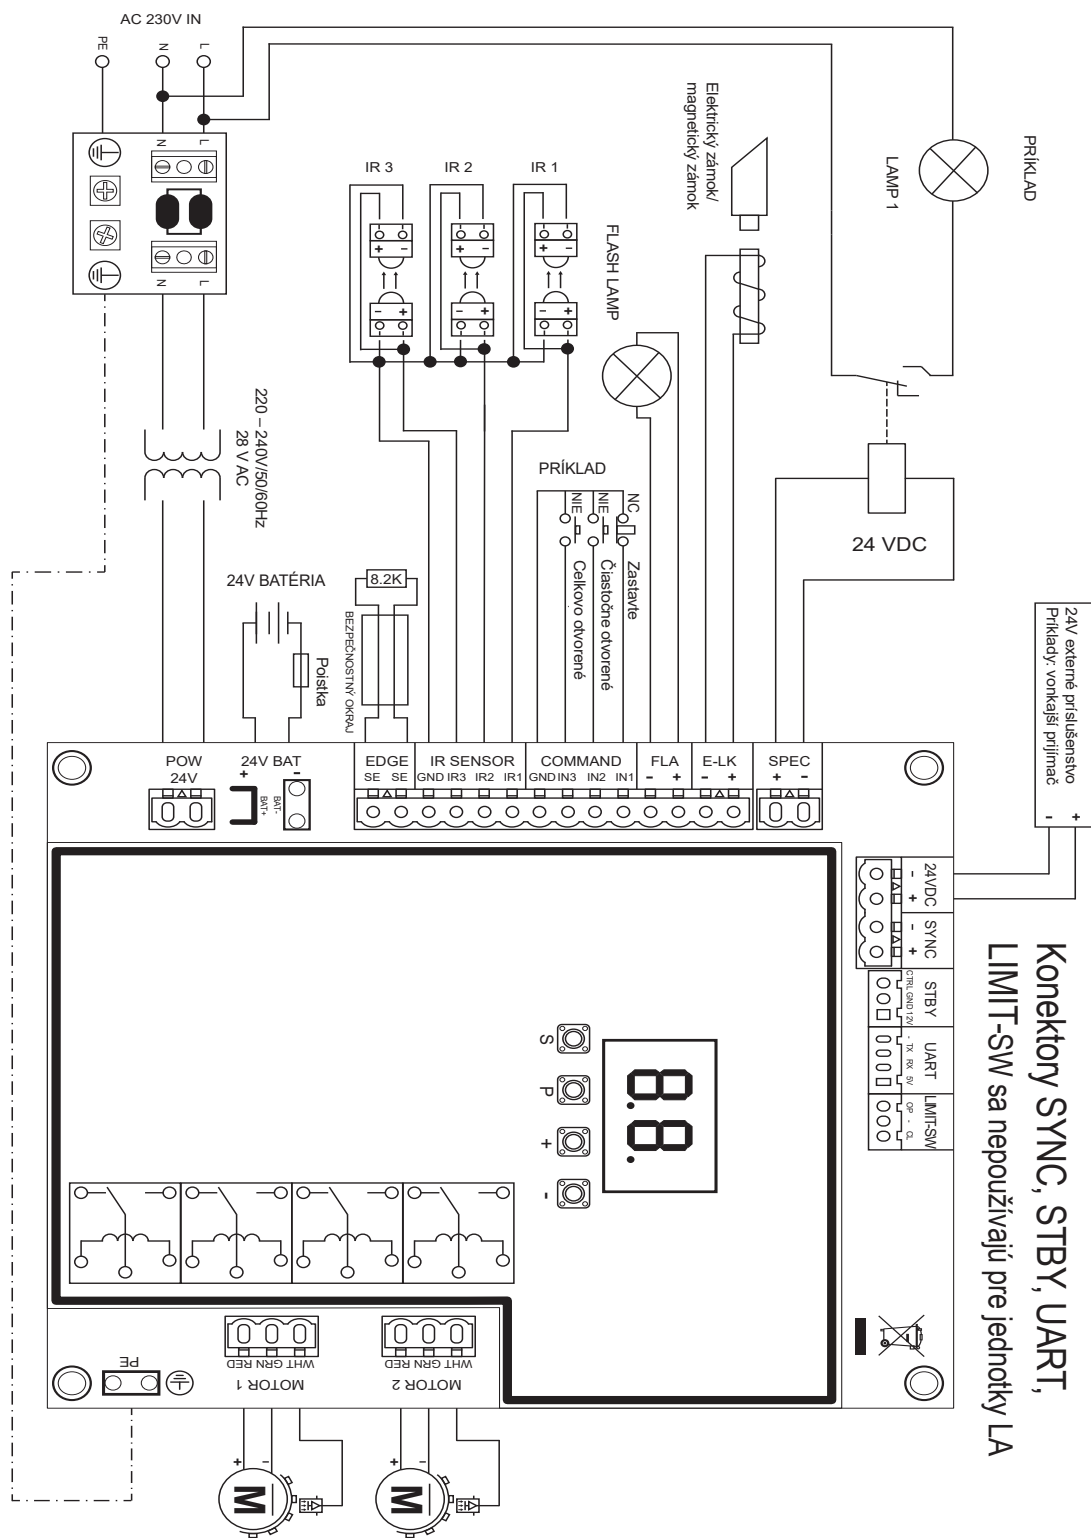 AC 230V IN
PE
N
L
N
L
N
L
IR 3
IR 2
IR 1
+
-
+
-
+
-
-
+
-
+
-
+
FLASH LAMP
Elektrický zámok/
magnetický zámok
LAMP 1
PRÍKLAD
220 – 240V/50/60Hz
28 V AC
24V BATÉRIA
Poistka
8.2K
BEZPEČNOSTNÝ OKRAJ
PRÍKLAD
NIE
NIE
NC
Celkovo otvorené
Čiastočne otvorené
Zastavte
24 VDC
24V externé príslušenstvo
Príklady: vonkajší prijímač
-
+
POW
24V
24V BAT
+
-
BAT+
BAT-
EDGE
SE
SE
IR SENSOR
GND
IR3
IR2
IR1
COMMAND
GND
IN3
IN2
IN1
FLA
-
+
E-LK
-
+
SPEC
+
-
24VDC
-
+
SYNC
-
+
STBY
CTRL GND 12V
UART
- TX RX 5V
LIMIT-SW
OP - CL
Konektory SYNC, STBY, UART,
LIMIT-SW sa nepoužívajú pre jednotky LA
S
P
+
-
8.8.
PE
WHT GRN RED
MOTOR 1
WHT GRN RED
MOTOR 2
+
-
M
+
-
M